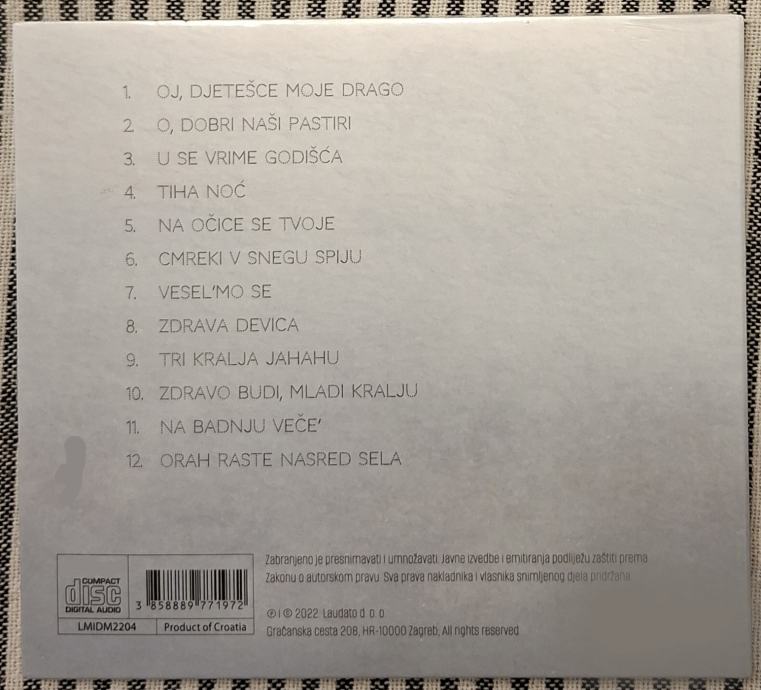 1. OJ, DJETEŠCE MOJE DRAGO
2. O, DOBRI NAŠI PASTIRI
3. U SE VRIME GODIŠĆA
4. TIHA NOĆ
5. NA OČICE SE TVOJE
6. CMREKI V SNEGU SPIJU
7. VESEL'MO SE
8. ZDRAVA DEVICA
9. TRI KRALJA JAHAHU
10. ZDRAVO BUDI, MLADI KRALJU
11. NA BADNJU VEČE'
12. ORAH RASTE NASRED SELA
COMPACT
disc
DIGITAL AUDIO
3 858889 771972
LMIDM2204
Product of Croatia
Zabranjeno je presnimavati i umnožavati. Javne izvedbe i emitiranja podliježu zaštiti prema
Zakonu o autorskom pravu. Sva prava nakladnika i vlasnika snimljenog djela pridržana.
℗ i © 2022. Laudato d. o. o.
Gračanska cesta 208, HR-10000 Zagreb, All rights reserved